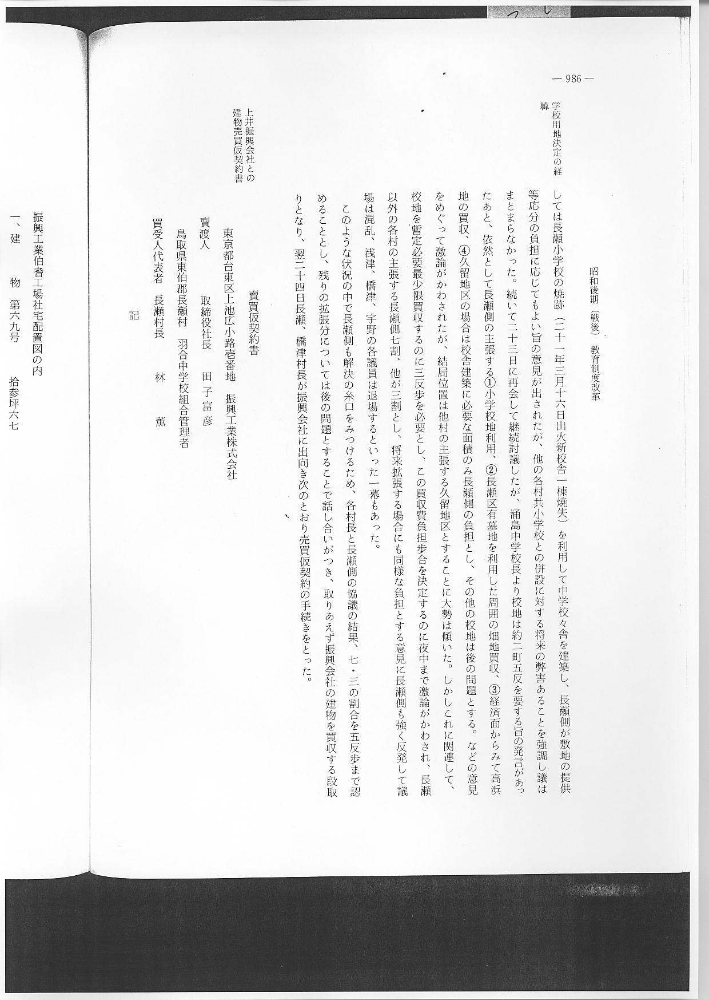 — 986 —
昭和後期（戦後）　教育制度改革
学校用地決定の経
緯
しては長瀬小学校の焼跡（二十一年三月十六日出火新校舎一棟焼失）を利用して中学校々舎を建築し、長瀬側が敷地の提供
等応分の負担に応じてもよい旨の意見が出されたが、他の各村共小学校との併設に対する将来の弊害あることを強調し議は
まとまらなかった。続いて二十三日に再会して継続討議したが、涌島中学校長より校地は約二町五反を要する旨の発言があっ
たあと、依然として長瀬側の主張する①小学校地利用、②長瀬区有墓地を利用した周囲の畑地買収、③経済面からみて高浜
地の買収、④久留地区の場合は校舎建築に必要な面積のみ長瀬側の負担とし、その他の校地は後の問題とする。などの意見
をめぐって激論がかわされたが、結局位置は他村の主張する久留地区とすることに大勢は傾いた。しかしこれに関連して、
校地を暫定必要最少限買収するのに三反歩を必要とし、この買収費負担歩合を決定するのに夜中まで激論がかわされ、長瀬
以外の各村の主張する長瀬側七割、他が三割とし、将来拡張する場合にも同様な負担とする意見に長瀬側も強く反発して議
場は混乱、浅津、橋津、宇野の各議員は退場するといった一幕もあった。
このような状況の中で長瀬側も解決の糸口をみつけるため、各村長と長瀬側の協議の結果、七・三の割合を五反歩まで認
めることとし、残りの拡張分については後の問題とすることで話し合いがつき、取りあえず振興会社の建物を買収する段取
りとなり、翌二十四日長瀬、橋津村長が振興会社に出向き次のとおり売買仮契約の手続きをとった。
上井振興会社との
建物売買仮契約書
賣買仮契約書
東京都台東区上池広小路壱番地　振興工業株式会社
賣渡人　取締役社長　田子富彦
鳥取県東伯郡長瀬村　羽合中学校組合管理者
買受人代表者　長瀬村長　林　薫
記
振興工業伯耆工場社宅配置図の内
一、建　物　第六九号　拾参坪六七